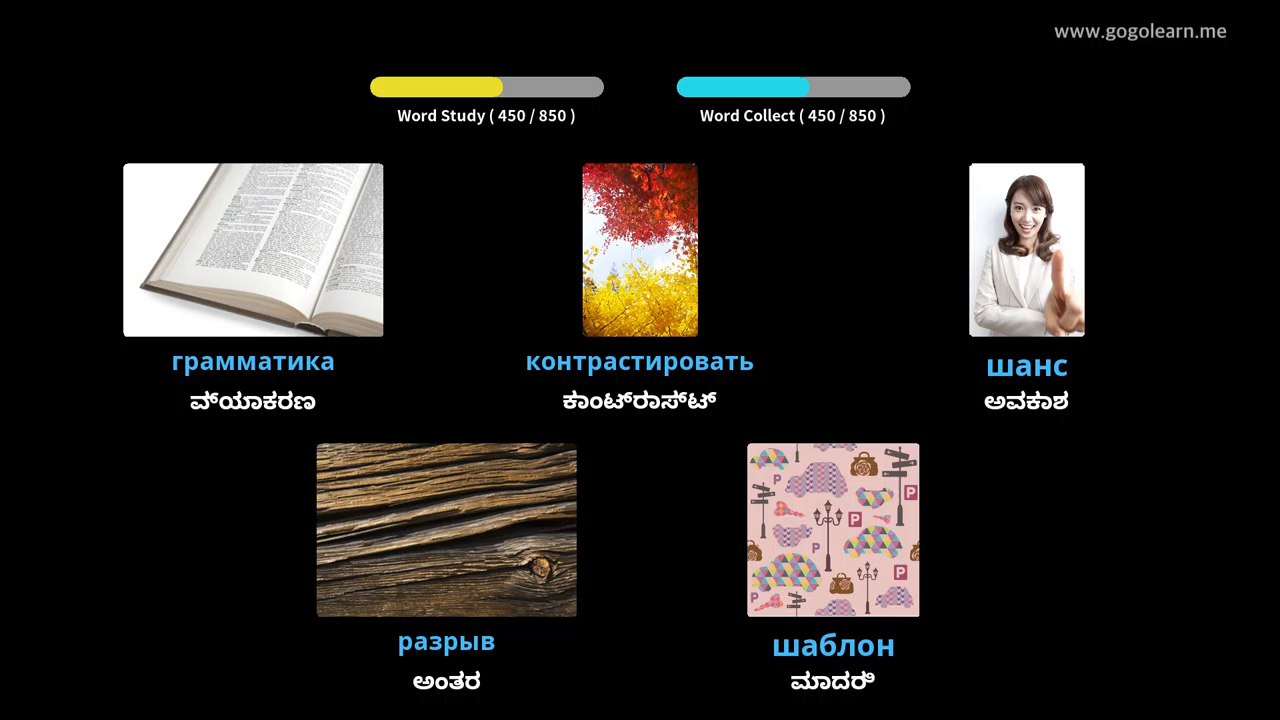 www.gogolearn.me
Word Study ( 450 / 850 )
Word Collect ( 450 / 850 )
грамматика
контрастировать
шанс
ವ್ಯಾಕರಣ
ಕಾಂಟ್ರಾಸ್ಟ್
ಅವಕಾಶ
P
P
P
P
P
P
разрыв
шаблон
ಅಂತರ
ಮಾದರಿ